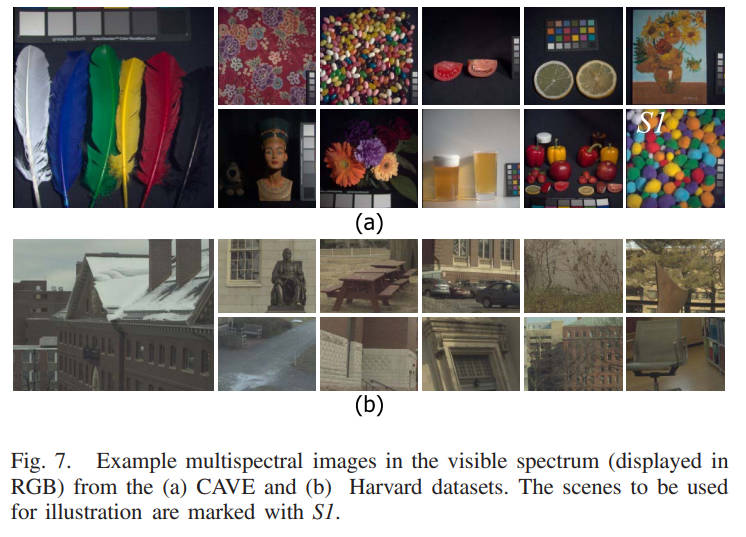 S1
(a)
(b)
Fig. 7. Example multispectral images in the visible spectrum (displayed in
RGB) from the (a) CAVE and (b) Harvard datasets. The scenes to be used
for illustration are marked with S1.